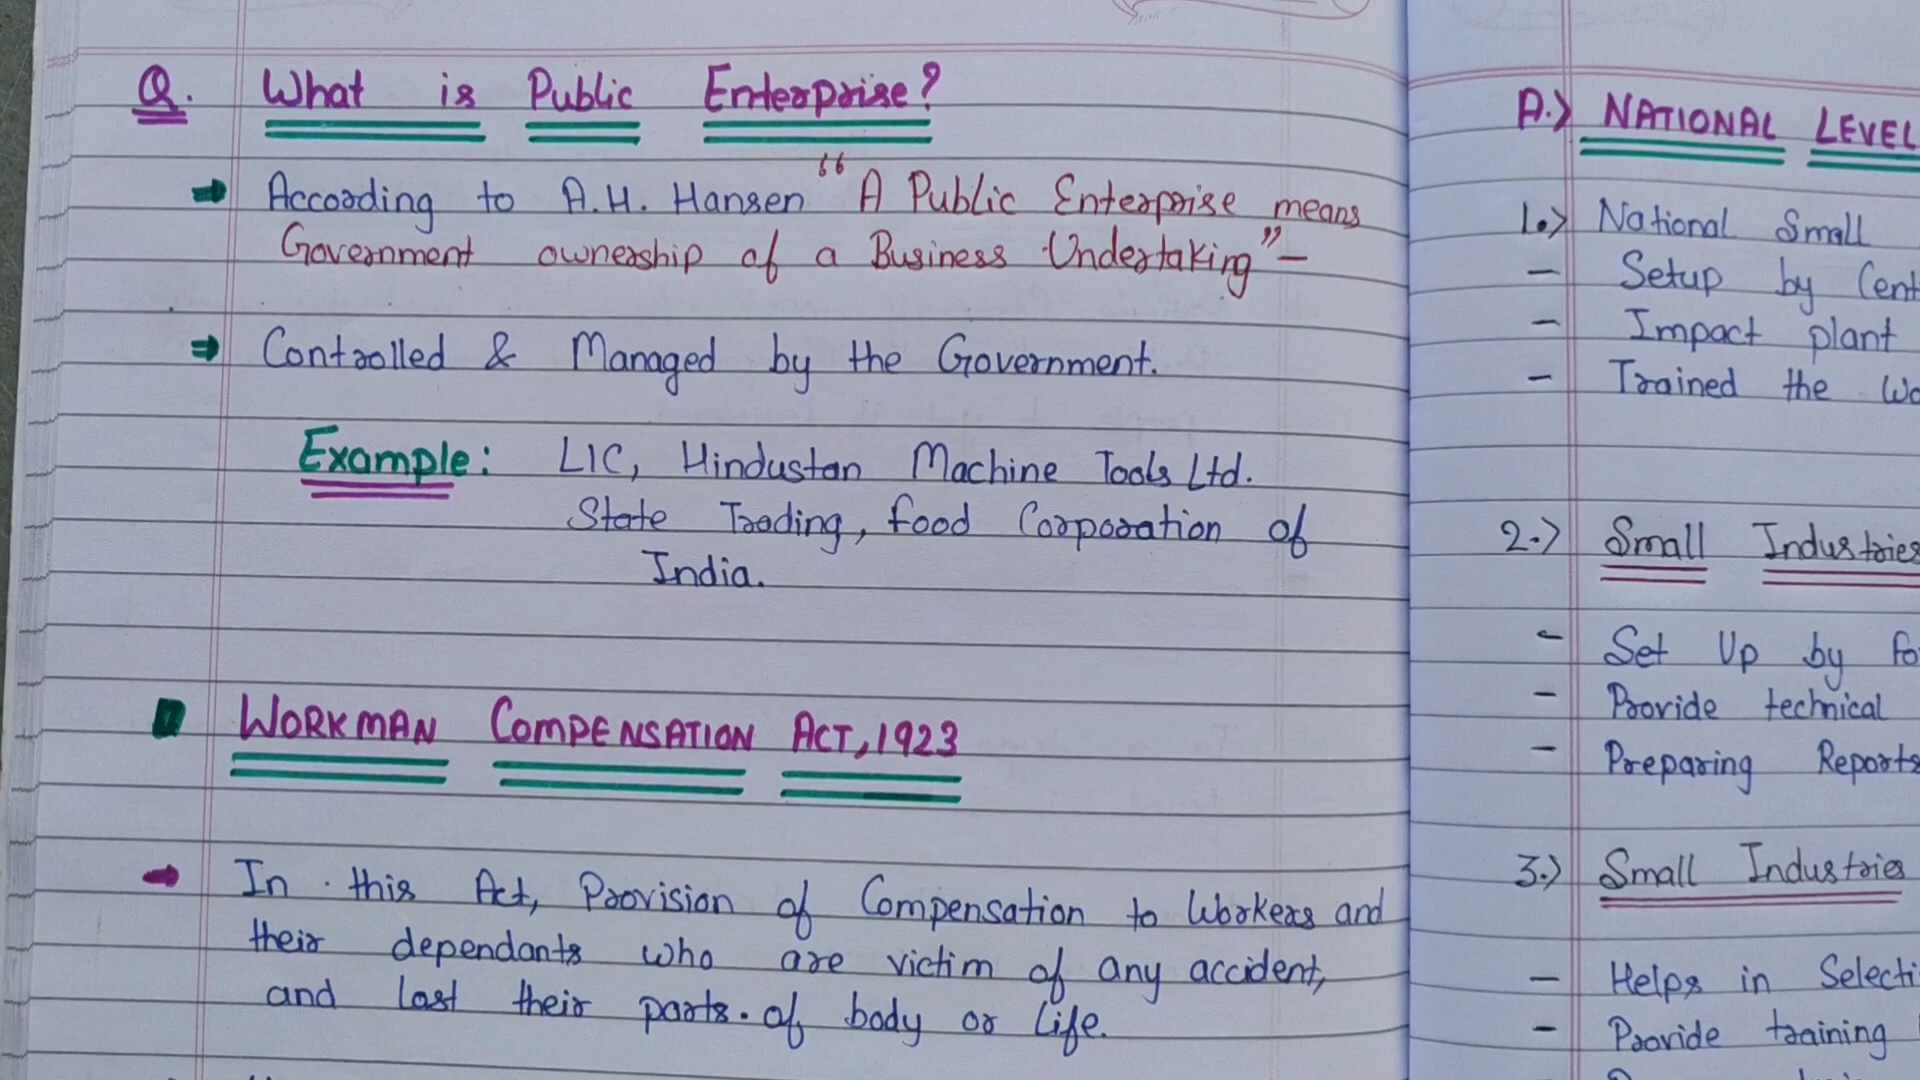 Q. What is Public Enterprise?
According to A.H. Hansen "A Public Enterprise means
Government ownership of a Business Undertaking"-
Controlled & Managed by the Government.
Example: LIC, Hindustan Machine Tools Ltd.
State Trading, food Corporation of
India.
WORKMAN COMPENSATION ACT, 1923
In this Act, Provision of Compensation to Workers and
their dependants who are victim of any accident,
and lost their parts. of body or life.
A.) NATIONAL LEVEL
1.) National Small
- Setup by Cent
- Impact plant
- Trained the Wo
2.) Small Industries
- Set Up by fo
- Provide technical
- Preparing Reports
3.) Small Industries
- Helps in Selecti
- Provide training